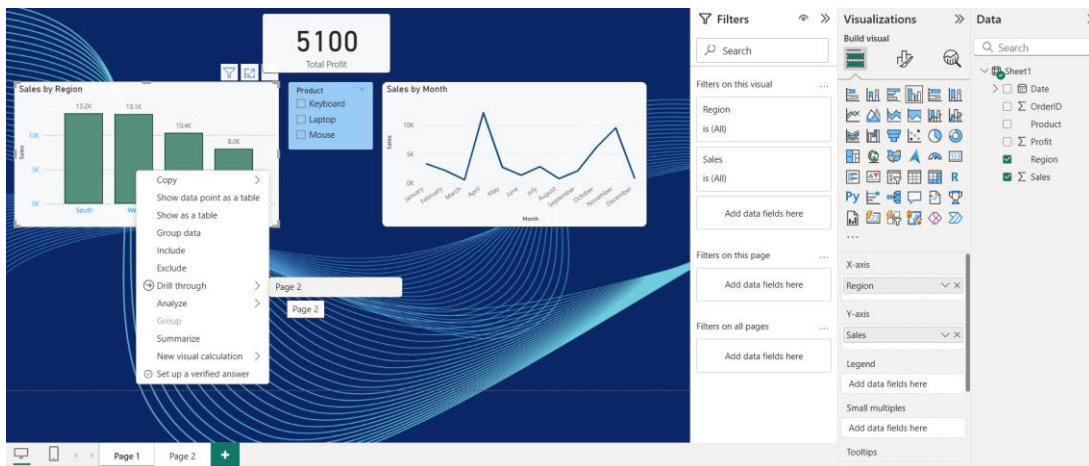 5100
Total Profit
Sales by Region
13.2K
13.1K
10.4K
8.0K
10K
5K
0K
Sales
South
We
Product
Keyboard
Laptop
Mouse
Sales by Month
10K
5K
0K
Sales
January
February
March
April
May
June
July
August
September
October
November
December
Month
Copy
Show data point as a table
Show as a table
Group data
Include
Exclude
Drill through
Analyze
Group
Summarize
New visual calculation
Set up a verified answer
Page 2
Page 2
Filters
Search
Filters on this visual
...
Region
is (All)
Sales
is (All)
Add data fields here
Filters on this page
...
Add data fields here
Filters on all pages
...
Add data fields here
Visualizations
Build visual
R
Py
...
X-axis
Region
Y-axis
Sales
Legend
Add data fields here
Small multiples
Add data fields here
Tooltips
Data
Search
Sheet1
Date
Σ OrderID
Product
Σ Profit
Region
Σ Sales
Page 1
Page 2
+